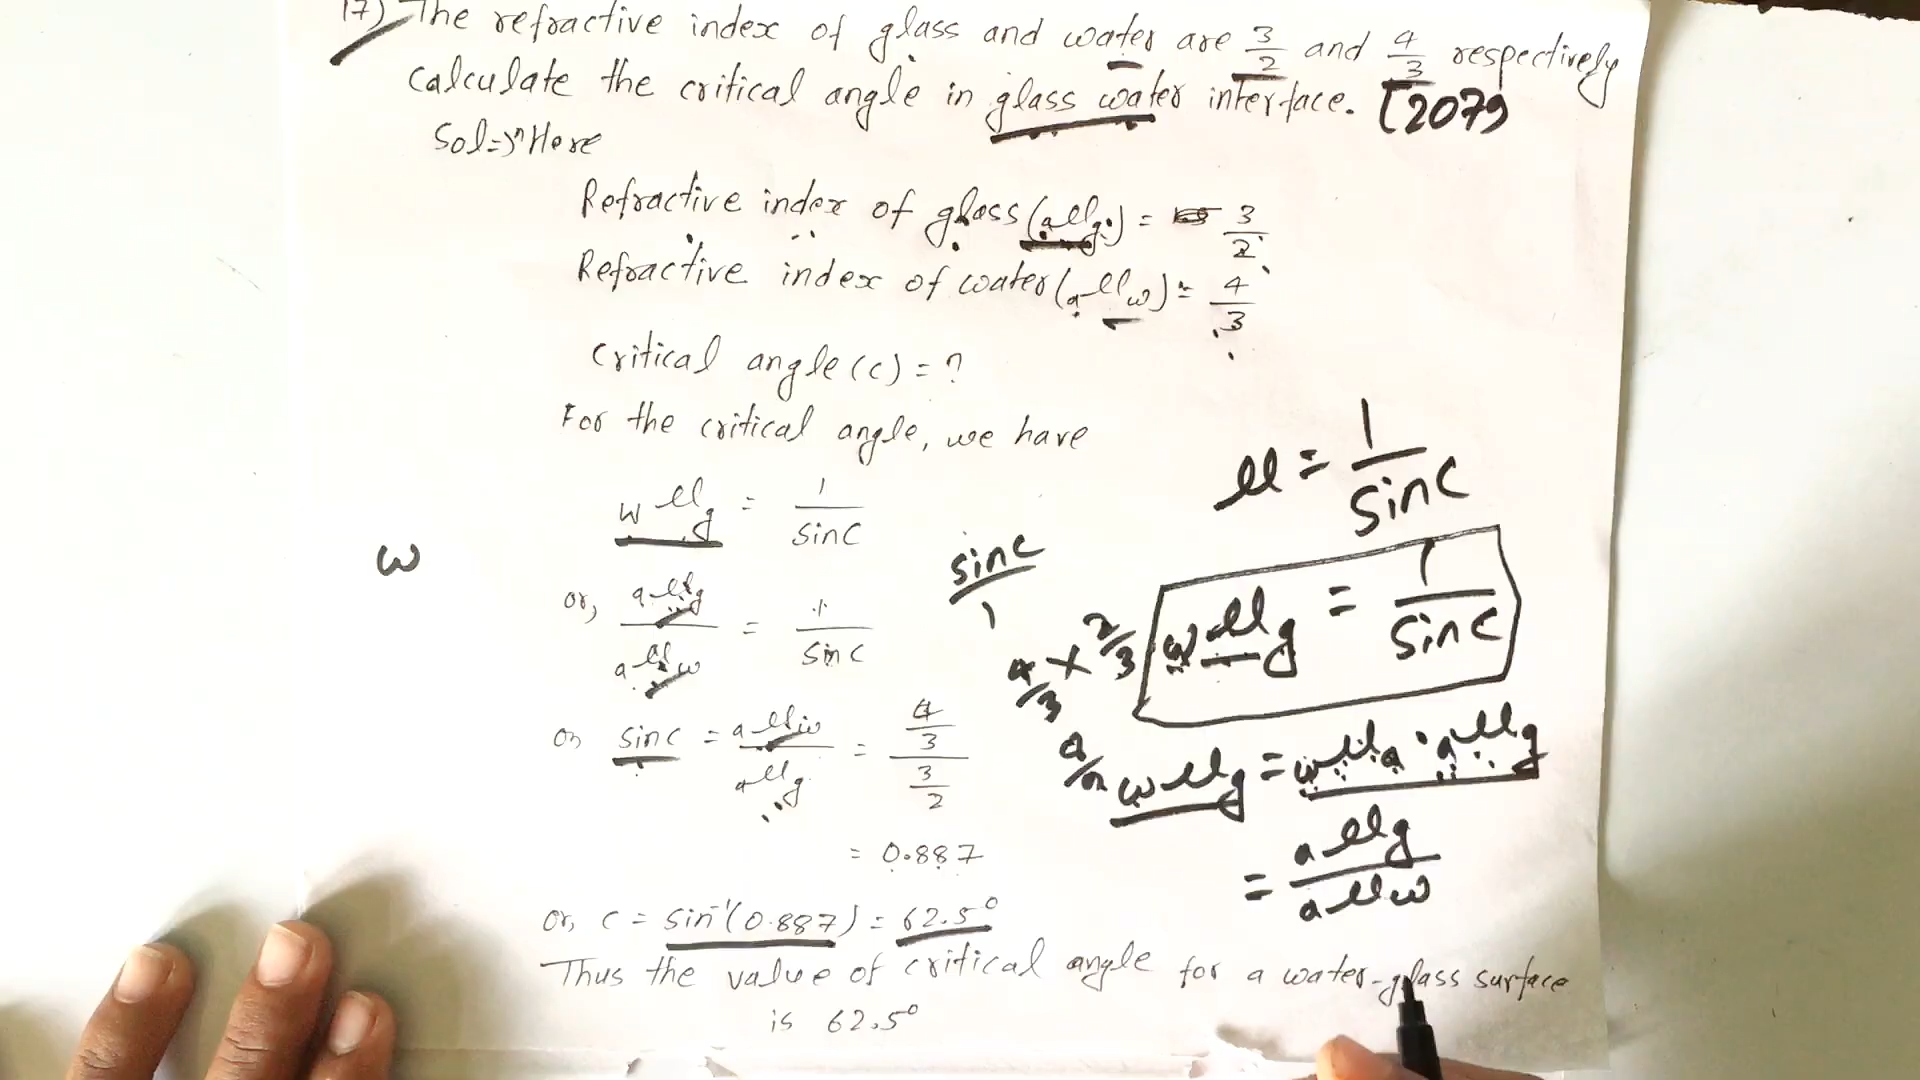 17) The refractive index of glass and water are 3/2 and 4/3 respectively
calculate the critical angle in glass water interface. [2079
Sol=)ⁿ Here
Refractive index of glass (aμg) = 3/2
Refractive index of water (aμw) = 4/3
Critical angle (c) = ?
For the critical angle, we have
wμg = 1/sinC
or, aμg/aμw = 1/sinC
or sinc = aμw/aμg = 4/3 / 3/2
= 0.887
or, c = sin⁻¹(0.887) = 62.5°
Thus the value of critical angle for a water-glass surface
is 62.5°
w
sinc/1
4/3 × 2/3
μ = 1/sinc
wμg = 1/sinc
wμg = wμa · aμg
= aμg/aμw